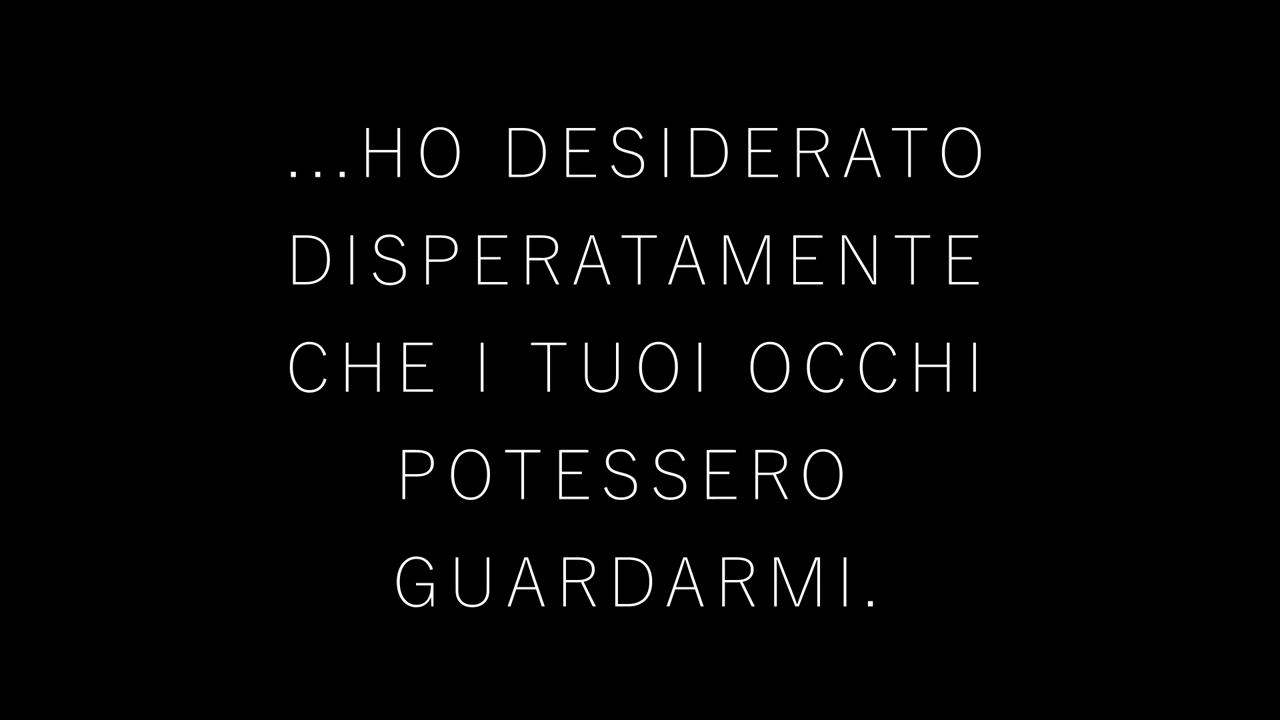 ...HO DESIDERATO
DISPERATAMENTE
CHE I TUOI OCCHI
POTESSERO
GUARDARMI.